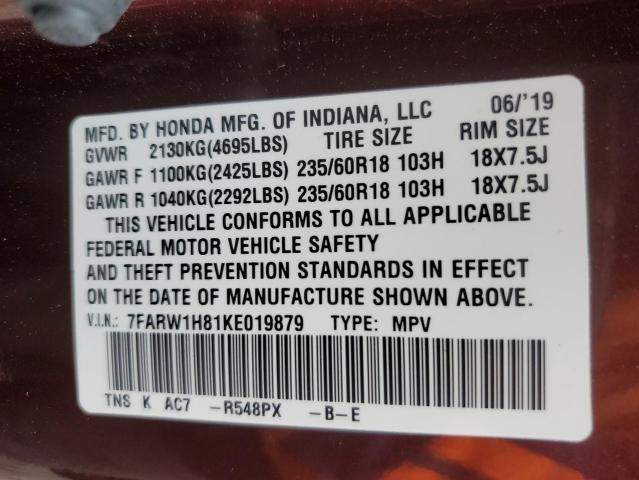 MFD. BY HONDA MFG. OF INDIANA, LLC 06/'19
GVWR 2130KG(4695LBS) TIRE SIZE RIM SIZE
GAWR F 1100KG(2425LBS) 235/60R18 103H 18X7.5J
GAWR R 1040KG(2292LBS) 235/60R18 103H 18X7.5J
THIS VEHICLE CONFORMS TO ALL APPLICABLE
FEDERAL MOTOR VEHICLE SAFETY
AND THEFT PREVENTION STANDARDS IN EFFECT
ON THE DATE OF MANUFACTURE SHOWN ABOVE.
V.I.N.: 7FARW1H81KE019879 TYPE: MPV
TNS K AC7 -R548PX -B-E